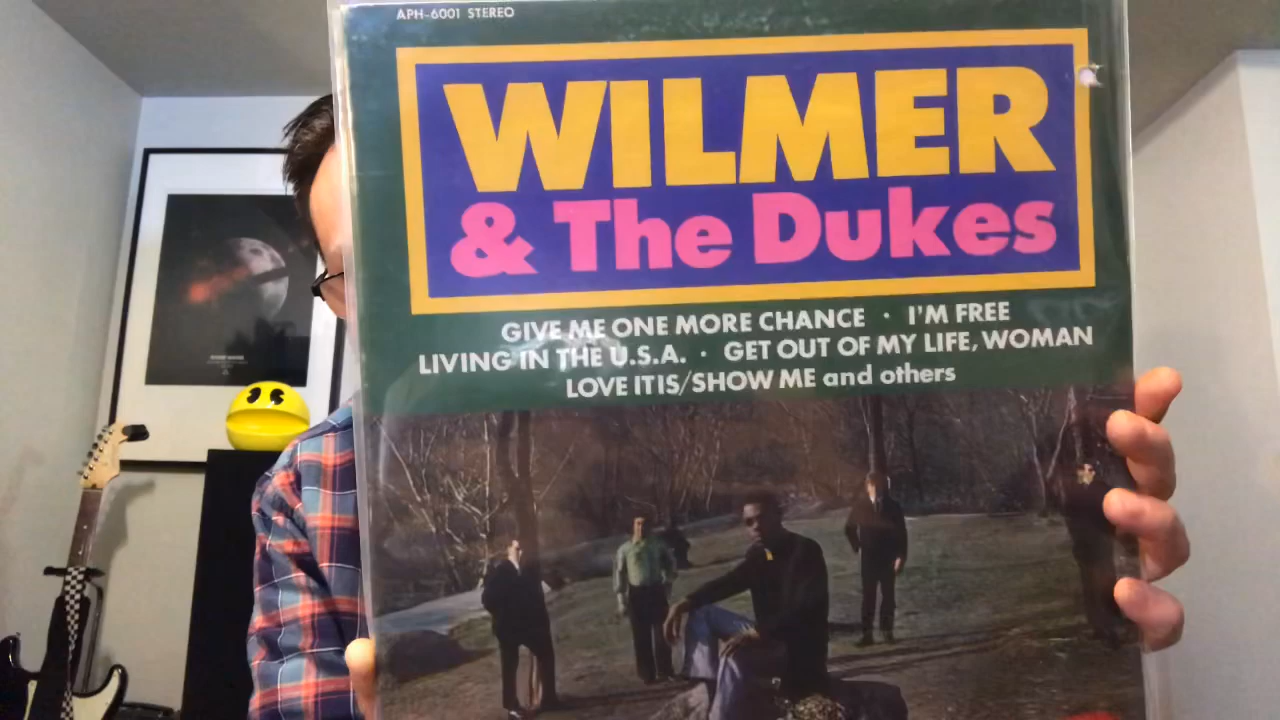 APH-6001 STEREO
WILMER
& The Dukes
GIVE ME ONE MORE CHANCE · I'M FREE
LIVING IN THE U.S.A. · GET OUT OF MY LIFE, WOMAN
LOVE ITIS/SHOW ME and others